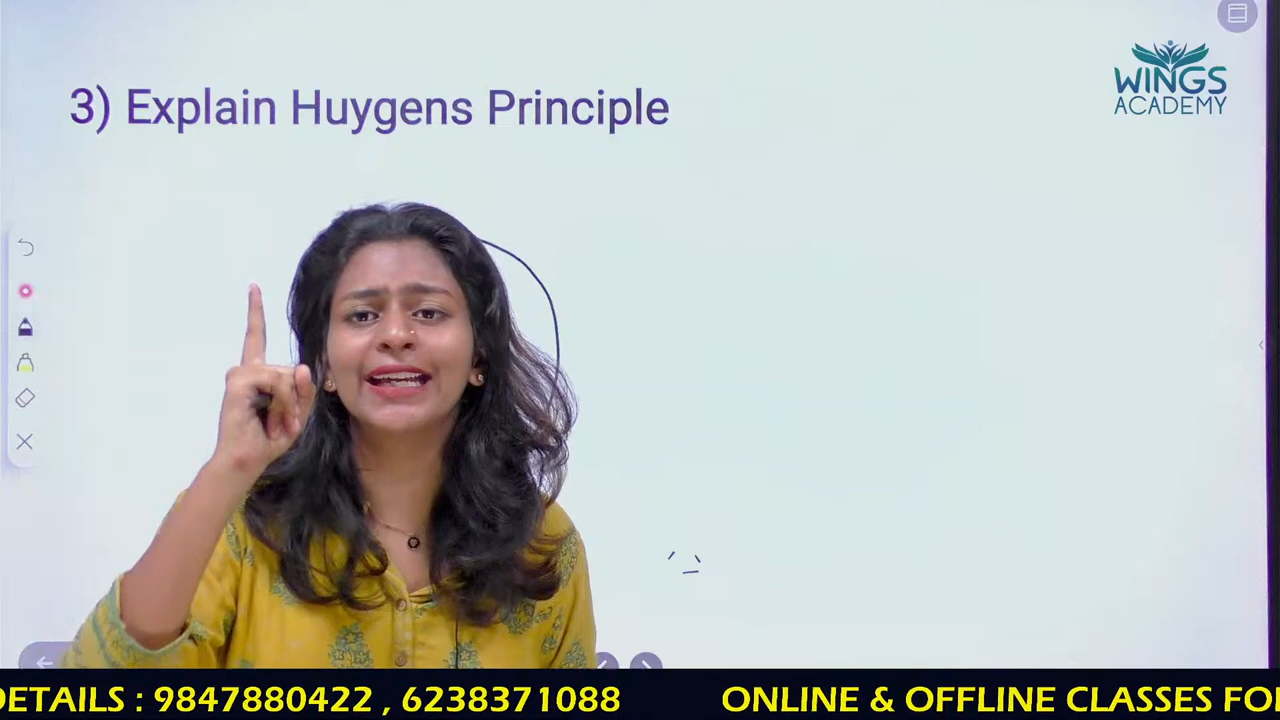 3) Explain Huygens Principle
WINGS
ACADEMY
DETAILS : 9847880422 , 6238371088 ONLINE & OFFLINE CLASSES FO